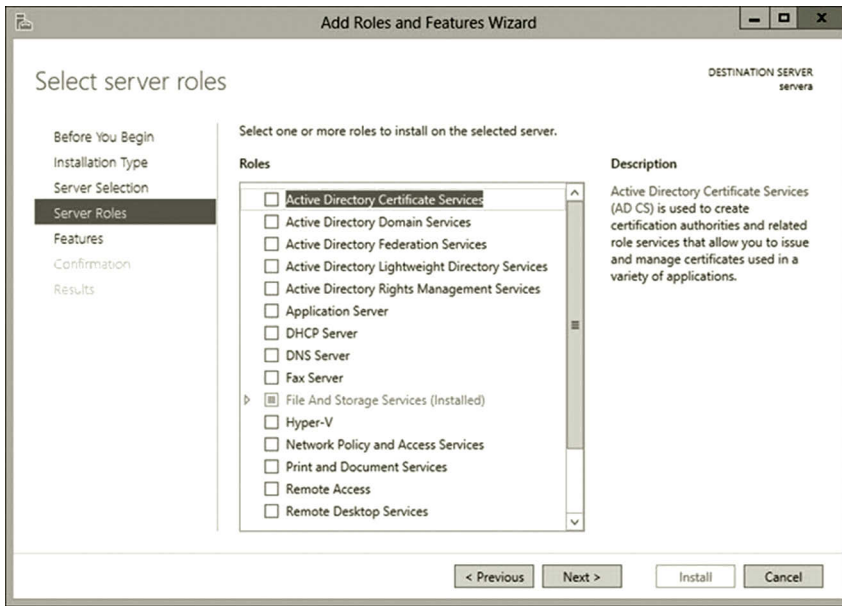 Add Roles and Features Wizard
Select server roles
DESTINATION SERVER
servera
Before You Begin
Installation Type
Server Selection
Server Roles
Features
Confirmation
Results
Select one or more roles to install on the selected server.
Roles
Active Directory Certificate Services
Active Directory Domain Services
Active Directory Federation Services
Active Directory Lightweight Directory Services
Active Directory Rights Management Services
Application Server
DHCP Server
DNS Server
Fax Server
File And Storage Services (Installed)
Hyper-V
Network Policy and Access Services
Print and Document Services
Remote Access
Remote Desktop Services
Description
Active Directory Certificate Services
(AD CS) is used to create
certification authorities and related
role services that allow you to issue
and manage certificates used in a
variety of applications.
< Previous
Next >
Install
Cancel